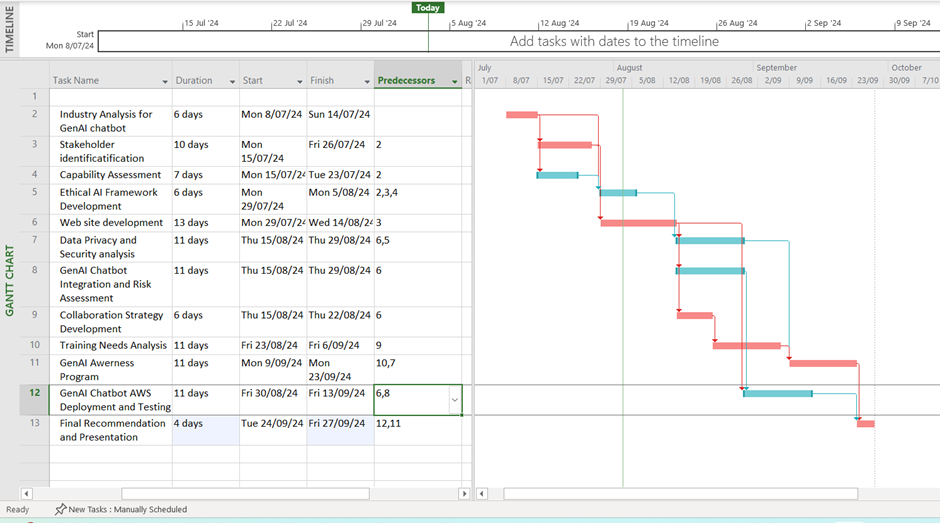 TIMELINE
Today
15 Jul '24 22 Jul '24 29 Jul '24 5 Aug '24 12 Aug '24 19 Aug '24 26 Aug '24 2 Sep '24 9 Sep '24
Start
Mon 8/07/24
Add tasks with dates to the timeline
GANTT CHART
Task Name Duration Start Finish Predecessors R
July August September October
1/07 8/07 15/07 22/07 29/07 5/08 12/08 19/08 26/08 2/09 9/09 16/09 23/09 30/09 7/10
1
2 Industry Analysis for 6 days Mon 8/07/24 Sun 14/07/24
GenAI chatbot
3 Stakeholder 10 days Mon Fri 26/07/24 2
identificatification 15/07/24
4 Capability Assessment 7 days Mon 15/07/24 Tue 23/07/24 2
5 Ethical AI Framework 6 days Mon Mon 5/08/24 2,3,4
Development 29/07/24
6 Web site development 13 days Mon 29/07/24 Wed 14/08/24 3
7 Data Privacy and 11 days Thu 15/08/24 Thu 29/08/24 6,5
Security analysis
8 GenAI Chatbot 11 days Thu 15/08/24 Thu 29/08/24 6
Integration and Risk
Assessment
9 Collaboration Strategy 6 days Thu 15/08/24 Thu 22/08/24 6
Development
10 Training Needs Analysis 11 days Fri 23/08/24 Fri 6/09/24 9
11 GenAI Awerness 11 days Mon 9/09/24 Mon 10,7
Program 23/09/24
12 GenAI Chatbot AWS 11 days Fri 30/08/24 Fri 13/09/24 6,8
Deployment and Testing
13 Final Recommendation 4 days Tue 24/09/24 Fri 27/09/24 12,11
and Presentation
Ready New Tasks : Manually Scheduled